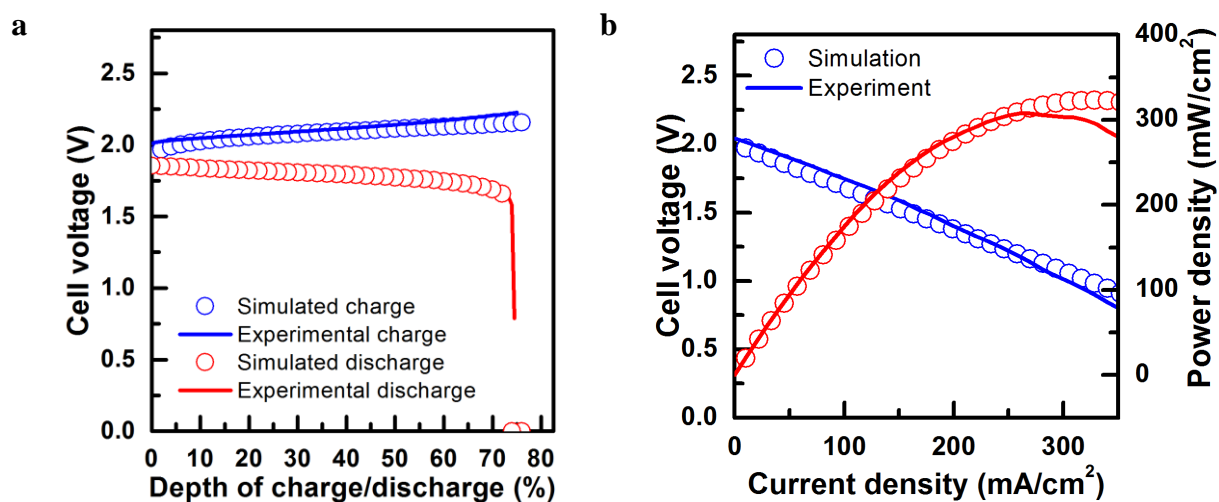 a
Cell voltage (V)
2.5
2.0
1.5
1.0
0.5
0.0
Simulated charge
Experimental charge
Simulated discharge
Experimental discharge
0 10 20 30 40 50 60 70 80
Depth of charge/discharge (%)
b
Cell voltage (V)
2.5
2.0
1.5
1.0
0.5
0.0
Simulation
Experiment
400
300
200
100
0
Power density (mW/cm²)
0 100 200 300
Current density (mA/cm²)